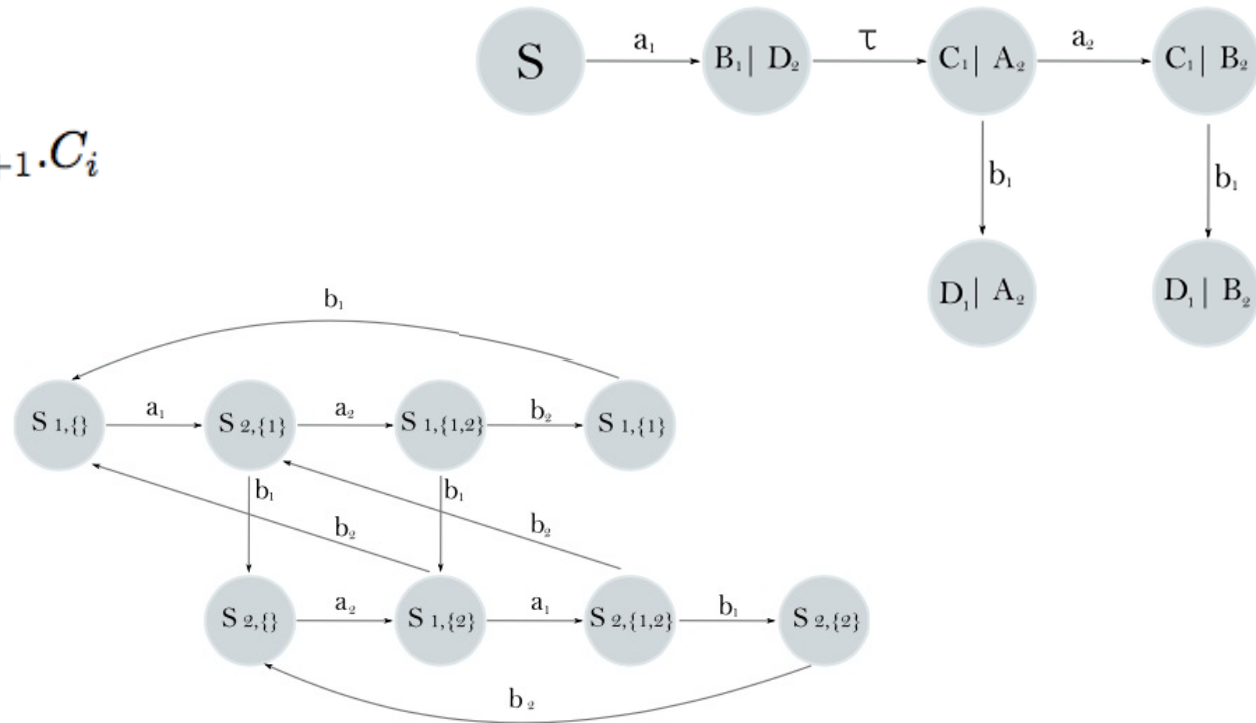 S a₁ B₁| D₂ τ C₁| A₂ a₂ C₁| B₂
+1.Cᵢ
b₁ b₁
D₁| A₂ D₁| B₂
b₁
S 1,{} a₁ S 2,{1} a₂ S 1,{1,2} b₂ S 1,{1}
b₁ b₁
b₂ b₂
S 2,{} a₂ S 1,{2} a₁ S 2,{1,2} b₁ S 2,{2}
b₂